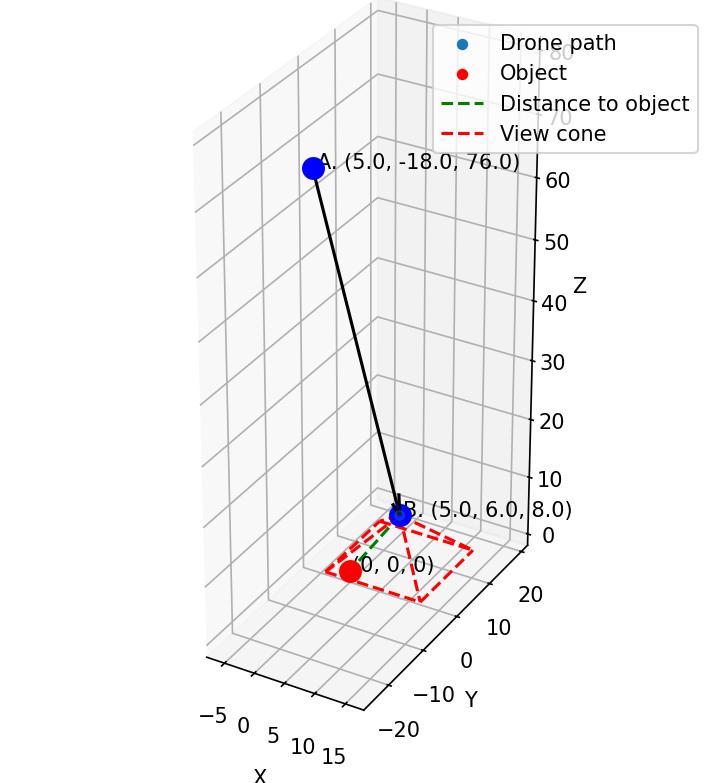 Drone path
Object
Distance to object
View cone
A. (5.0, -18.0, 76.0)
B. (5.0, 6.0, 8.0)
(0, 0, 0)
80
70
60
50
40
30
20
10
0
Z
20
10
0
−10
−20
Y
−5
0
5
10
15
X